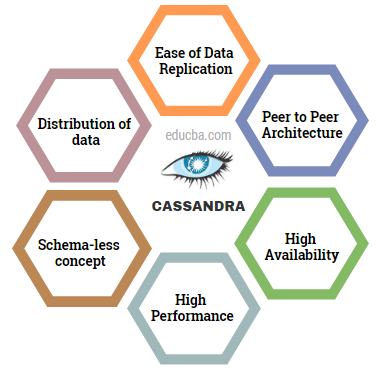 Ease of Data
Replication
Peer to Peer
Architecture
High
Availability
High
Performance
Schema-less
concept
Distribution of
data
educba.com
CASSANDRA